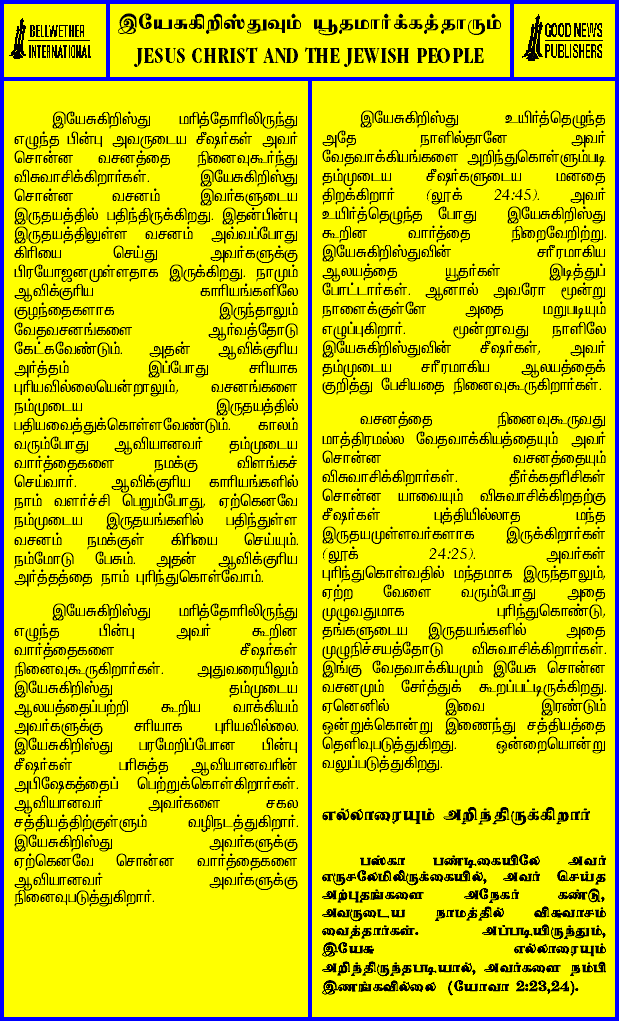 BELLWETHER
INTERNATIONAL
இயேசுகிறிஸ்துவும் யூதமார்க்கத்தாரும்
JESUS CHRIST AND THE JEWISH PEOPLE
GOOD NEWS
PUBLISHERS
இயேசுகிறிஸ்து மரித்தோரிலிருந்து
எழுந்த பின்பு அவருடைய சீஷர்கள் அவர்
சொன்ன வசனத்தை நினைவுகூர்ந்து
விசுவாசிக்கிறார்கள். இயேசுகிறிஸ்து
சொன்ன வசனம் இவர்களுடைய
இருதயத்தில் பதிந்திருக்கிறது. இதன்பின்பு
இருதயத்திலுள்ள வசனம் அவ்வப்போது
கிரியை செய்து அவர்களுக்கு
பிரயோஜனமுள்ளதாக இருக்கிறது. நாமும்
ஆவிக்குரிய காரியங்களிலே
குழந்தைகளாக இருந்தாலும்
வேதவசனங்களை ஆர்வத்தோடு
கேட்கவேண்டும். அதன் ஆவிக்குரிய
அர்த்தம் இப்போது சரியாக
புரியவில்லையென்றாலும், வசனங்களை
நம்முடைய இருதயத்தில்
பதியவைத்துக்கொள்ளவேண்டும். காலம்
வரும்போது ஆவியானவர் தம்முடைய
வார்த்தைகளை நமக்கு விளங்கச்
செய்வார். ஆவிக்குரிய காரியங்களில்
நாம் வளர்ச்சி பெறும்போது, ஏற்கெனவே
நம்முடைய இருதயங்களில் பதிந்துள்ள
வசனம் நமக்குள் கிரியை செய்யும்.
நம்மோடு பேசும். அதன் ஆவிக்குரிய
அர்த்தத்தை நாம் புரிந்துகொள்வோம்.
இயேசுகிறிஸ்து மரித்தோரிலிருந்து
எழுந்த பின்பு அவர் கூறின
வார்த்தைகளை சீஷர்கள்
நினைவுகூருகிறார்கள். அதுவரையிலும்
இயேசுகிறிஸ்து தம்முடைய
ஆலயத்தைப்பற்றி கூறிய வாக்கியம்
அவர்களுக்கு சரியாக புரியவில்லை.
இயேசுகிறிஸ்து பரமேறிப்போன பின்பு
சீஷர்கள் பரிசுத்த ஆவியானவரின்
அபிஷேகத்தைப் பெற்றுக்கொள்கிறார்கள்.
ஆவியானவர் அவர்களை சகல
சத்தியத்திற்குள்ளும் வழிநடத்துகிறார்.
இயேசுகிறிஸ்து அவர்களுக்கு
ஏற்கெனவே சொன்ன வார்த்தைகளை
ஆவியானவர் அவர்களுக்கு
நினைவுபடுத்துகிறார்.
இயேசுகிறிஸ்து உயிர்த்தெழுந்த
அதே நாளில்தானே அவர்
வேதவாக்கியங்களை அறிந்துகொள்ளும்படி
தம்முடைய சீஷர்களுடைய மனதை
திறக்கிறார் (லூக் 24:45). அவர்
உயிர்த்தெழுந்த போது இயேசுகிறிஸ்து
கூறின வார்த்தை நிறைவேறிற்று.
இயேசுகிறிஸ்துவின் சரீரமாகிய
ஆலயத்தை யூதர்கள் இடித்துப்
போட்டார்கள். ஆனால் அவரோ மூன்று
நாளைக்குள்ளே அதை மறுபடியும்
எழுப்புகிறார். மூன்றாவது நாளிலே
இயேசுகிறிஸ்துவின் சீஷர்கள், அவர்
தம்முடைய சரீரமாகிய ஆலயத்தைக்
குறித்து பேசியதை நினைவுகூருகிறார்கள்.
வசனத்தை நினைவுகூருவது
மாத்திரமல்ல வேதவாக்கியத்தையும் அவர்
சொன்ன வசனத்தையும்
விசுவாசிக்கிறார்கள். தீர்க்கதரிசிகள்
சொன்ன யாவையும் விசுவாசிக்கிறதற்கு
சீஷர்கள் புத்தியில்லாத மந்த
இருதயமுள்ளவர்களாக இருக்கிறார்கள்
(லூக் 24:25). அவர்கள்
புரிந்துகொள்வதில் மந்தமாக இருந்தாலும்,
ஏற்ற வேளை வரும்போது அதை
முழுவதுமாக புரிந்துகொண்டு,
தங்களுடைய இருதயங்களில் அதை
முழுநிச்சயத்தோடு விசுவாசிக்கிறார்கள்.
இங்கு வேதவாக்கியமும் இயேசு சொன்ன
வசனமும் சேர்த்துக் கூறப்பட்டிருக்கிறது.
ஏனெனில் இவை இரண்டும்
ஒன்றுக்கொன்று இணைந்து சத்தியத்தை
தெளிவுபடுத்துகிறது. ஒன்றையொன்று
வலுப்படுத்துகிறது.
எல்லாரையும் அறிந்திருக்கிறார்
பஸ்கா பண்டிகையிலே அவர்
எருசலேமிலிருக்கையில், அவர் செய்த
அற்புதங்களை அநேகர் கண்டு,
அவருடைய நாமத்தில் விசுவாசம்
வைத்தார்கள். அப்படியிருந்தும்,
இயேசு எல்லாரையும்
அறிந்திருந்தபடியால், அவர்களை நம்பி
இணங்கவில்லை (யோவா 2:23,24).